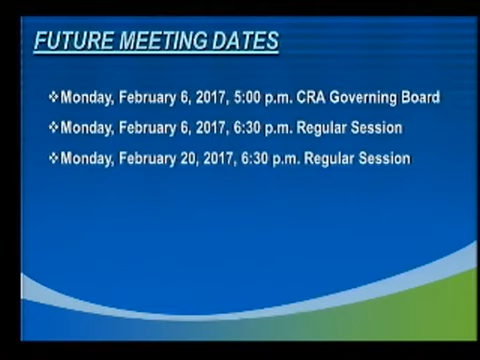 FUTURE MEETING DATES
❖Monday, February 6, 2017, 5:00 p.m. CRA Governing Board
❖Monday, February 6, 2017, 6:30 p.m. Regular Session
❖Monday, February 20, 2017, 6:30 p.m. Regular Session